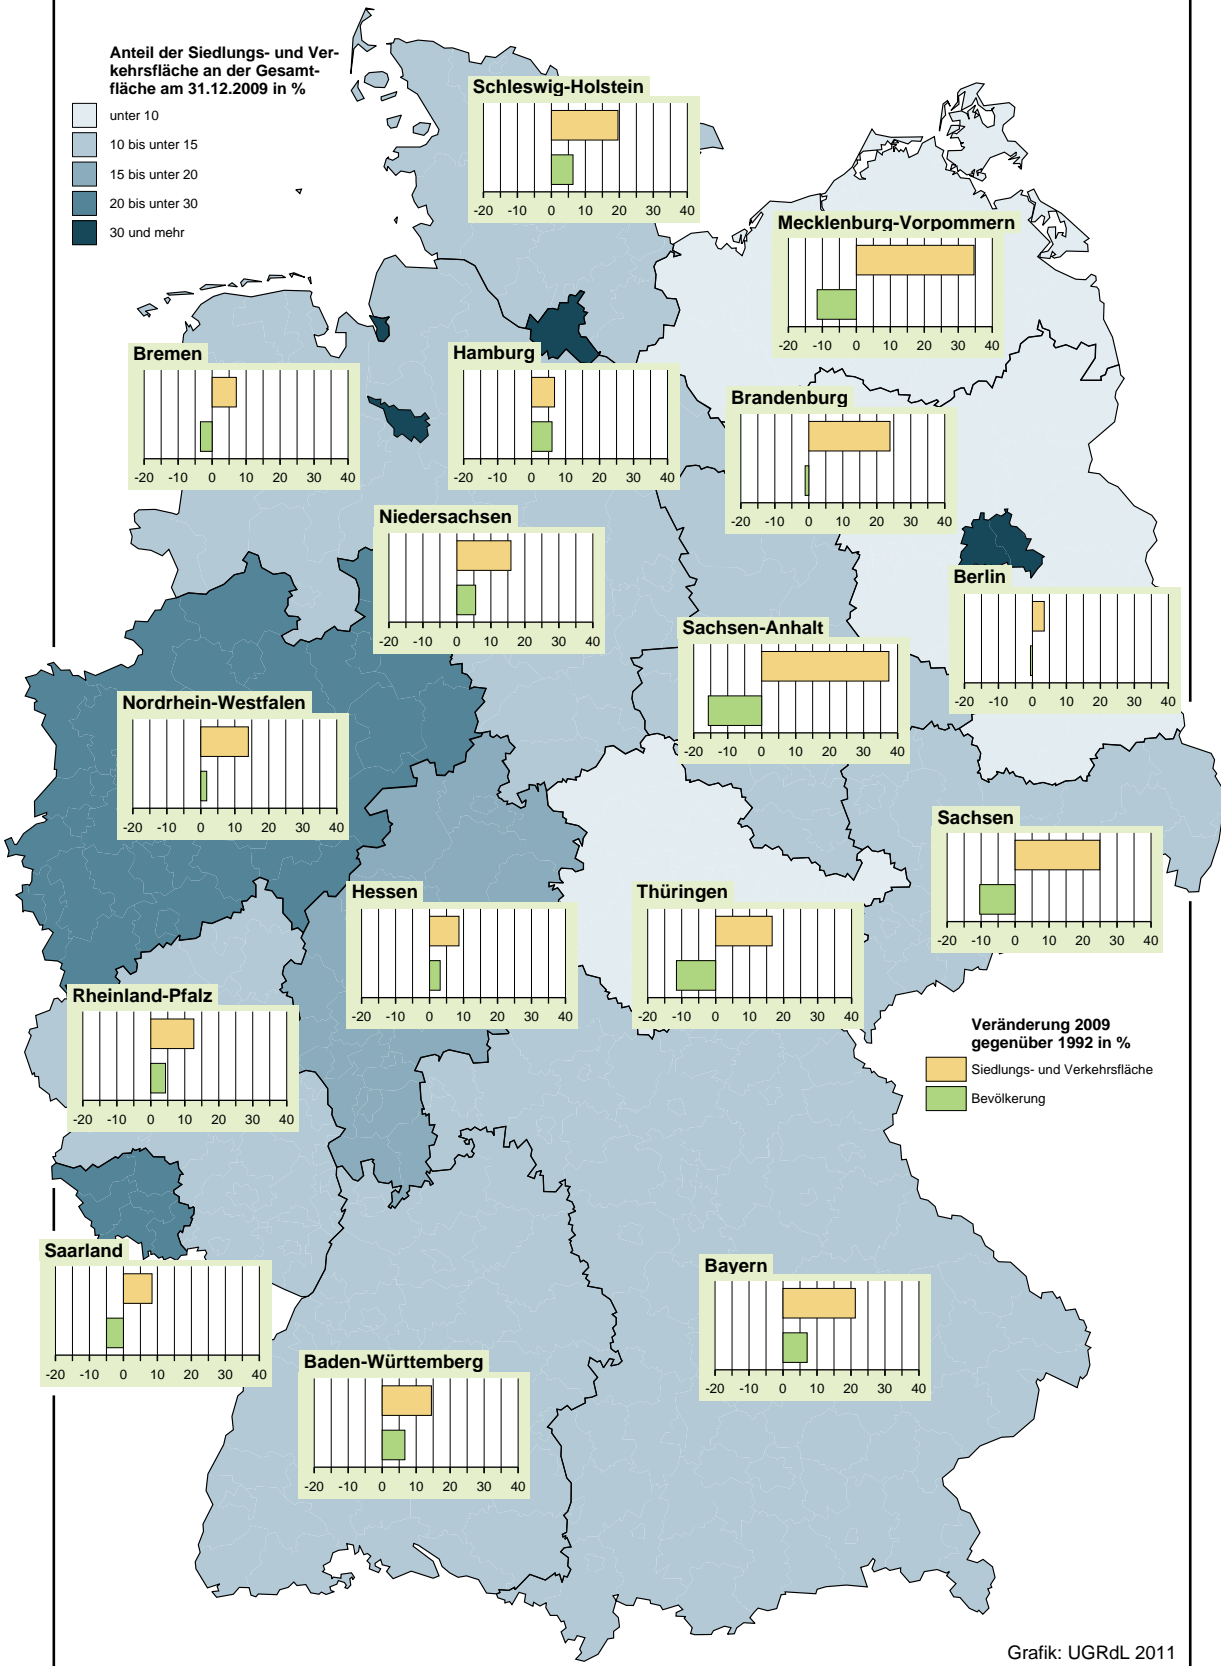 Anteil der Siedlungs- und Ver-
kehrsfläche an der Gesamt-
fläche am 31.12.2009 in %
unter 10
10 bis unter 15
15 bis unter 20
20 bis unter 30
30 und mehr
Schleswig-Holstein
-20 -10 0 10 20 30 40
Mecklenburg-Vorpommern
-20 -10 0 10 20 30 40
Bremen
-20 -10 0 10 20 30 40
Hamburg
-20 -10 0 10 20 30 40
Brandenburg
-20 -10 0 10 20 30 40
Niedersachsen
-20 -10 0 10 20 30 40
Berlin
-20 -10 0 10 20 30 40
Sachsen-Anhalt
-20 -10 0 10 20 30 40
Nordrhein-Westfalen
-20 -10 0 10 20 30 40
Sachsen
-20 -10 0 10 20 30 40
Hessen
-20 -10 0 10 20 30 40
Thüringen
-20 -10 0 10 20 30 40
Rheinland-Pfalz
-20 -10 0 10 20 30 40
Veränderung 2009
gegenüber 1992 in %
Siedlungs- und Verkehrsfläche
Bevölkerung
Saarland
-20 -10 0 10 20 30 40
Bayern
-20 -10 0 10 20 30 40
Baden-Württemberg
-20 -10 0 10 20 30 40
Grafik: UGRdL 2011